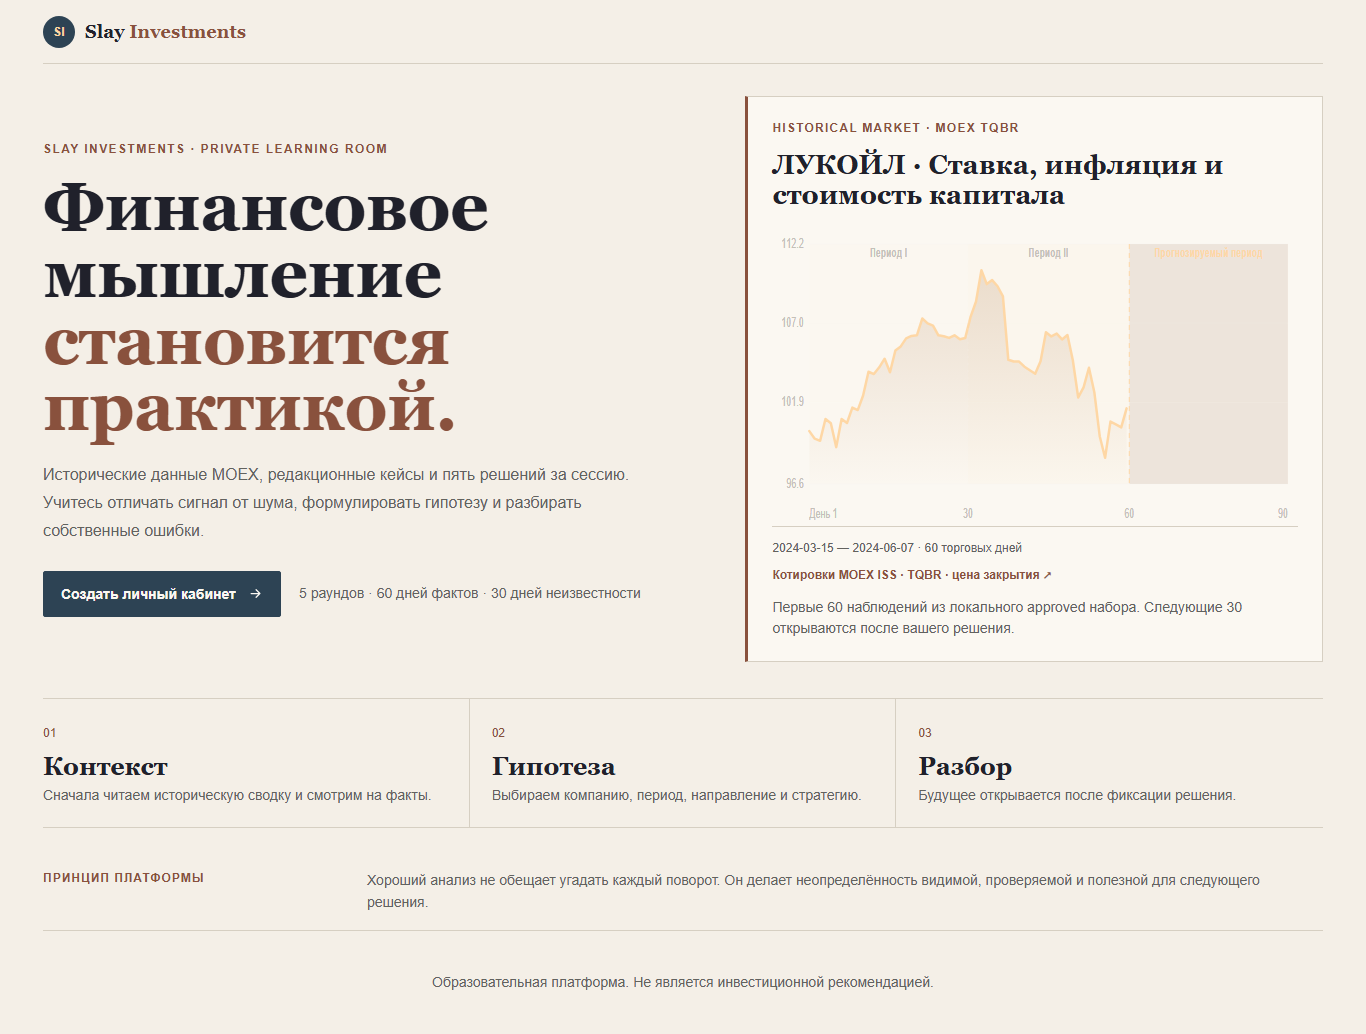 SI
Slay Investments
SLAY INVESTMENTS · PRIVATE LEARNING ROOM
Финансовое
мышление
становится
практикой.
Исторические данные MOEX, редакционные кейсы и пять решений за сессию.
Учитесь отличать сигнал от шума, формулировать гипотезу и разбирать
собственные ошибки.
Создать личный кабинет →
5 раундов · 60 дней фактов · 30 дней неизвестности
HISTORICAL MARKET · MOEX TQBR
ЛУКОЙЛ · Ставка, инфляция и
стоимость капитала
112.2
Период I
Период II
Прогнозируемый период
107.0
101.9
96.6
День 1
30
60
90
2024-03-15 — 2024-06-07 · 60 торговых дней
Котировки MOEX ISS · TQBR · цена закрытия ↗
Первые 60 наблюдений из локального approved набора. Следующие 30
открываются после вашего решения.
01
Контекст
Сначала читаем историческую сводку и смотрим на факты.
02
Гипотеза
Выбираем компанию, период, направление и стратегию.
03
Разбор
Будущее открывается после фиксации решения.
ПРИНЦИП ПЛАТФОРМЫ
Хороший анализ не обещает угадать каждый поворот. Он делает неопределённость видимой, проверяемой и полезной для следующего
решения.
Образовательная платформа. Не является инвестиционной рекомендацией.